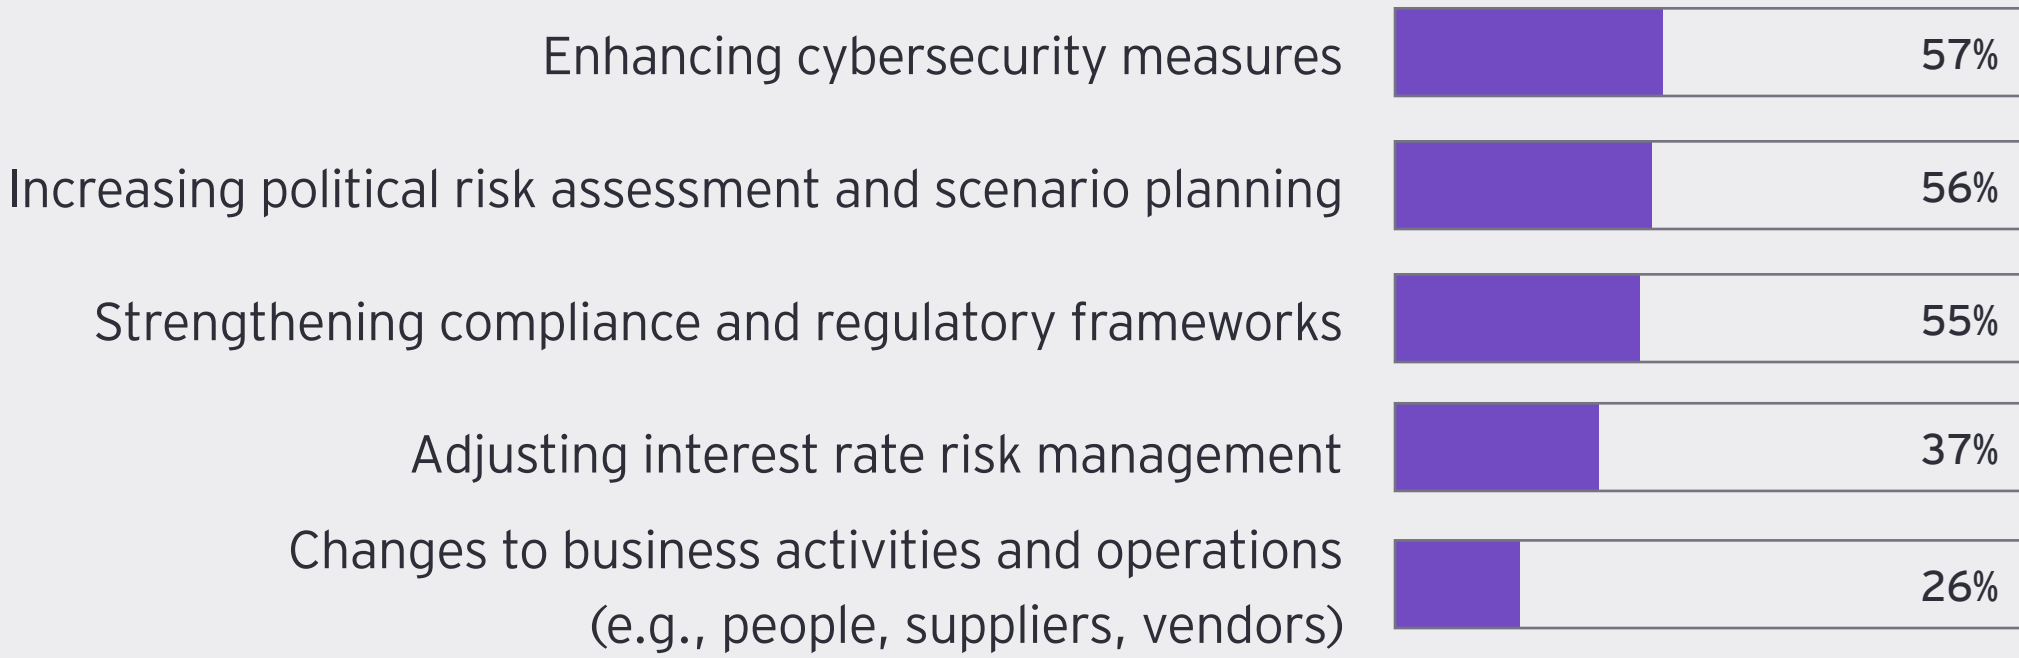 Enhancing cybersecurity measures 57%
Increasing political risk assessment and scenario planning 56%
Strengthening compliance and regulatory frameworks 55%
Adjusting interest rate risk management 37%
Changes to business activities and operations
(e.g., people, suppliers, vendors) 26%